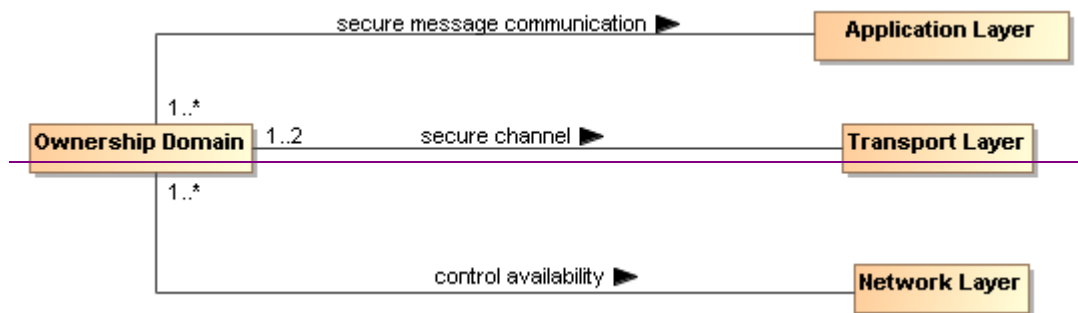 secure message communication ▶
Application Layer
1..*
Ownership Domain
1..2
secure channel ▶
Transport Layer
1..*
control availability ▶
Network Layer